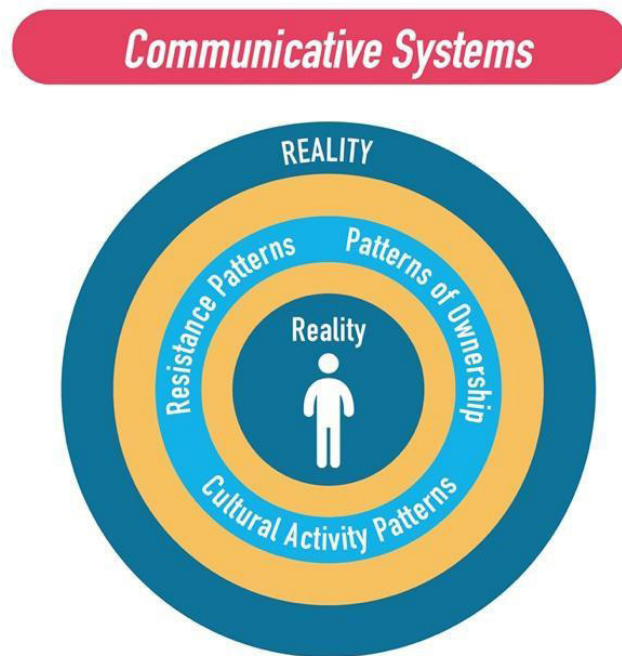 Communicative Systems
REALITY
Resistance Patterns
Patterns of Ownership
Reality
Cultural Activity Patterns